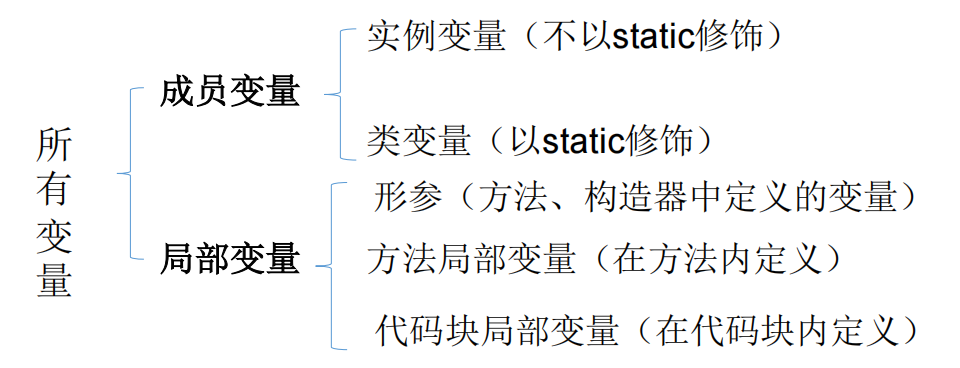 所有变量
成员变量
实例变量（不以static修饰）
类变量（以static修饰）
局部变量
形参（方法、构造器中定义的变量）
方法局部变量（在方法内定义）
代码块局部变量（在代码块内定义）